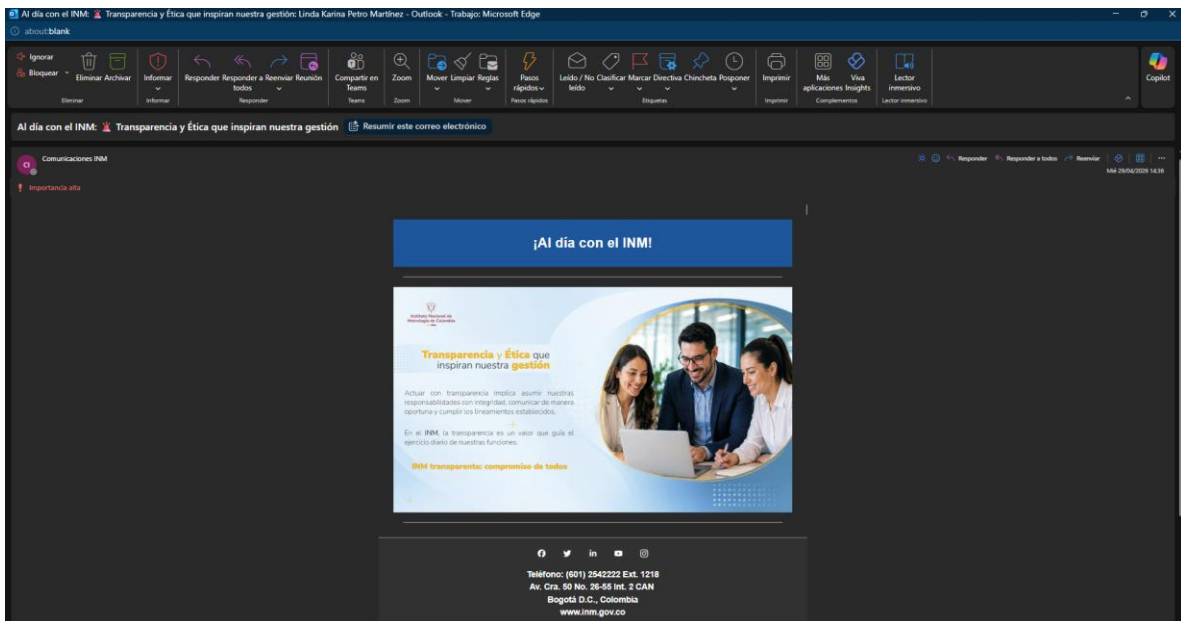 Al día con el INM: Transparencia y Ética que inspiran nuestra gestión: Linda Karina Petro Martínez - Outlook - Trabajo: Microsoft Edge
about:blank
Ignorar
Bloquear
Eliminar Archivar
Informar
Responder Responder a todos Reenviar Reunión
Compartir en Teams
Zoom
Mover Limpiar Reglas
Pasos rápidos
Leído / No leído Clasificar Marcar Directiva Chincheta Posponer
Imprimir
Más aplicaciones
Viva Insights
Lector inmersivo
Copilot
Eliminar Informar Responder Teams Zoom Mover Pasos rápidos Etiquetas Imprimir Complementos Lector inmersivo
Al día con el INM: Transparencia y Ética que inspiran nuestra gestión Resumir este correo electrónico
CI
Comunicaciones INM
Responder Responder a todos Reenviar
14:36
Importancia alta
¡Al día con el INM!
Instituto Nacional de
Metrología de Colombia
Transparencia y Ética que
inspiran nuestra gestión
Actuar con transparencia implica asumir nuestras
responsabilidades con integridad, comunicar de manera
oportuna y cumplir los lineamientos establecidos.
En el INM, la transparencia es un valor que guía el
ejercicio diario de nuestras funciones.
INM transparente: compromiso de todos
Teléfono: (601) 2542222 Ext. 1218
Av. Cra. 50 No. 26-55 Int. 2 CAN
Bogotá D.C., Colombia
www.inm.gov.co